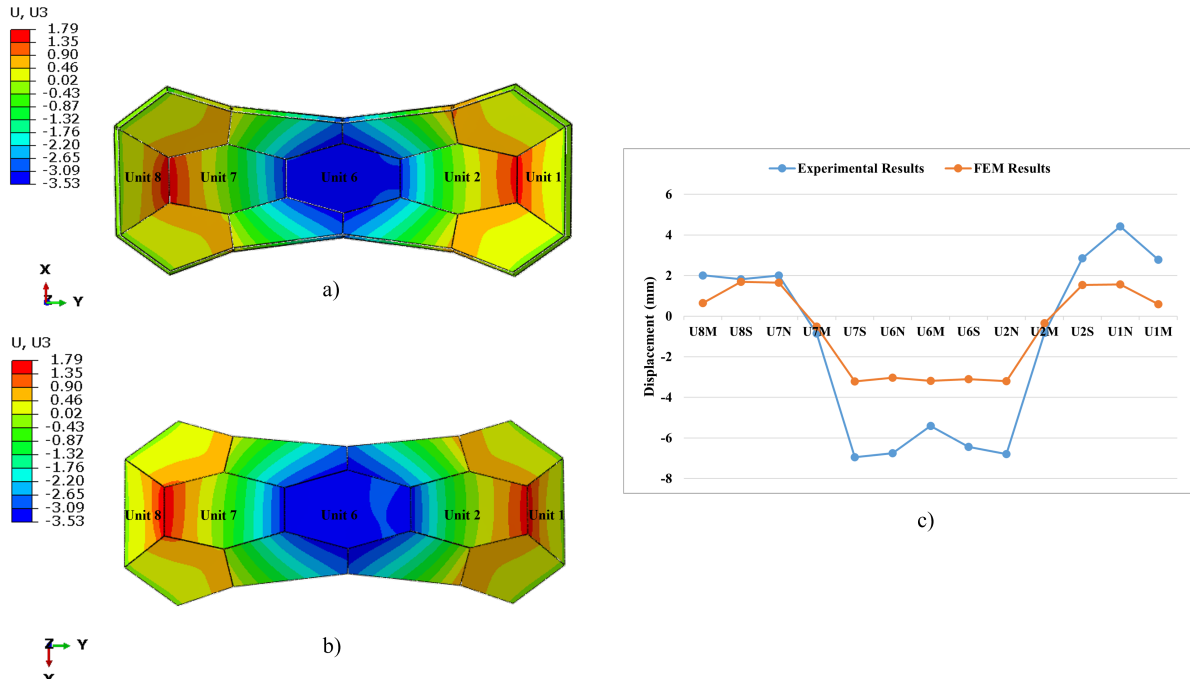 U, U3
1.79
1.35
0.90
0.46
0.02
-0.43
-0.87
-1.32
-1.76
-2.20
-2.65
-3.09
-3.53
Unit 8
Unit 7
Unit 6
Unit 2
Unit 1
X
Z
Y
a)
U, U3
1.79
1.35
0.90
0.46
0.02
-0.43
-0.87
-1.32
-1.76
-2.20
-2.65
-3.09
-3.53
Unit 8
Unit 7
Unit 6
Unit 2
Unit 1
Z
Y
X
b)
Experimental Results
FEM Results
Displacement (mm)
6
4
2
0
-2
-4
-6
-8
U8M U8S U7N U7M U7S U6N U6M U6S U2N U2M U2S U1N U1M
c)